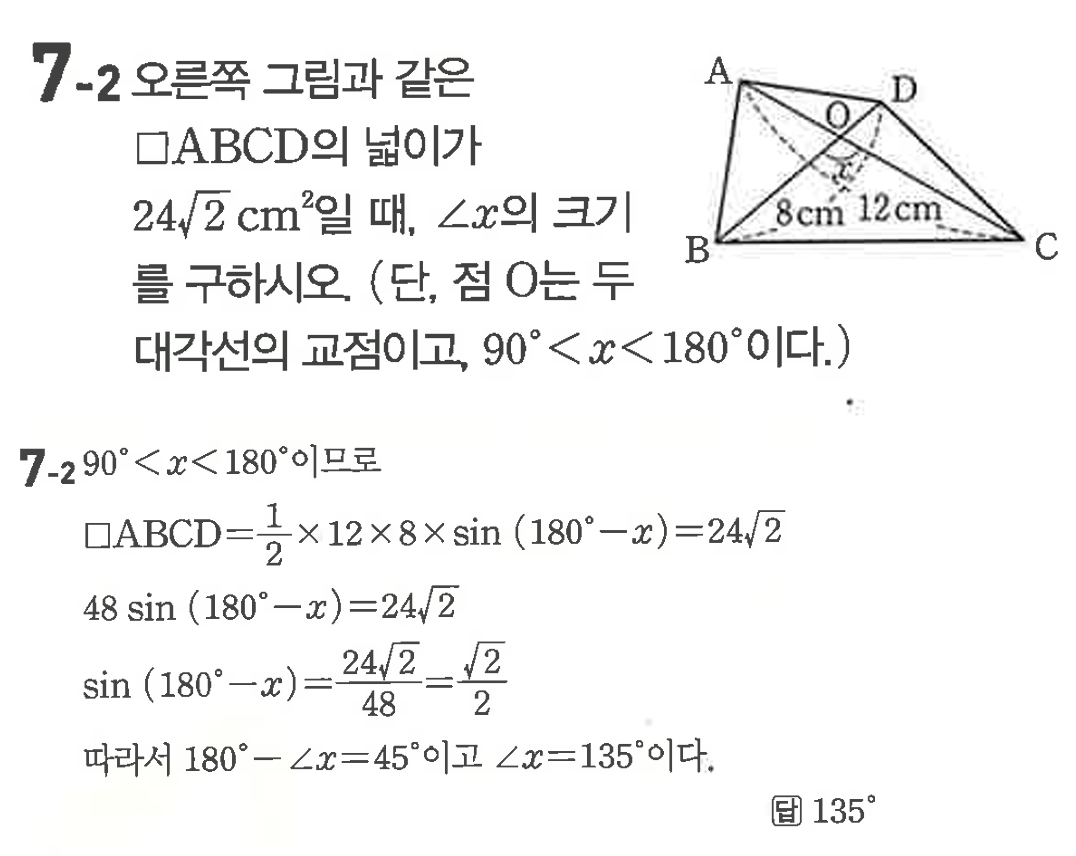 7-2 오른쪽 그림과 같은
□ABCD의 넓이가
24√2 cm²일 때, ∠x의 크기
를 구하시오. (단, 점 O는 두
대각선의 교점이고, 90°<x<180°이다.)
A
D
O
x
8cm 12cm
B
C
7-2 90°<x<180°이므로
□ABCD=1/2×12×8×sin (180°-x)=24√2
48 sin (180°-x)=24√2
sin (180°-x)=24√2/48=√2/2
따라서 180°-∠x=45°이고 ∠x=135°이다.
답 135°